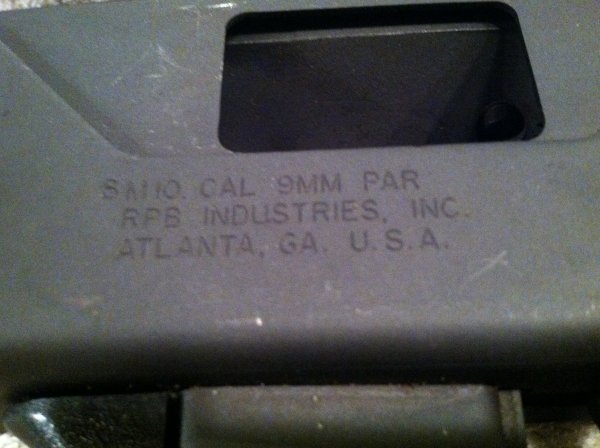 SM10. CAL 9MM PAR
RPB INDUSTRIES, INC.
ATLANTA, GA. U.S.A.